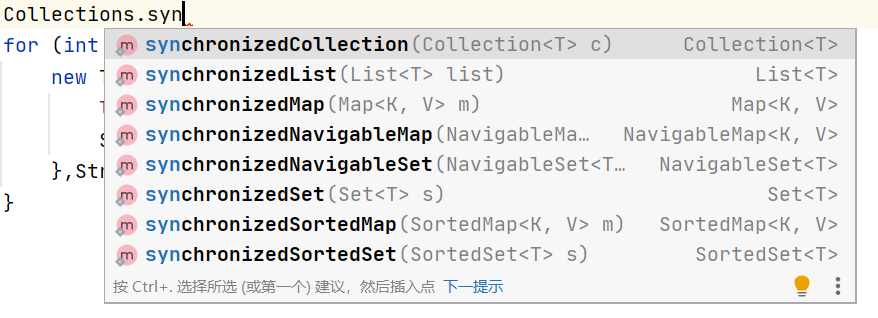 Collections.syn
for (int
synchronizedCollection(Collection<T> c) Collection<T>
new T
synchronizedList(List<T> list) List<T>
synchronizedMap(Map<K, V> m) Map<K, V>
synchronizedNavigableMap(NavigableMa… NavigableMap<K, V>
synchronizedNavigableSet(NavigableSet<T… NavigableSet<T>
},Str
synchronizedSet(Set<T> s) Set<T>
}
synchronizedSortedMap(SortedMap<K, V> m) SortedMap<K, V>
synchronizedSortedSet(SortedSet<T> s) SortedSet<T>
按 Ctrl+. 选择所选 (或第一个) 建议，然后插入点 下一提示